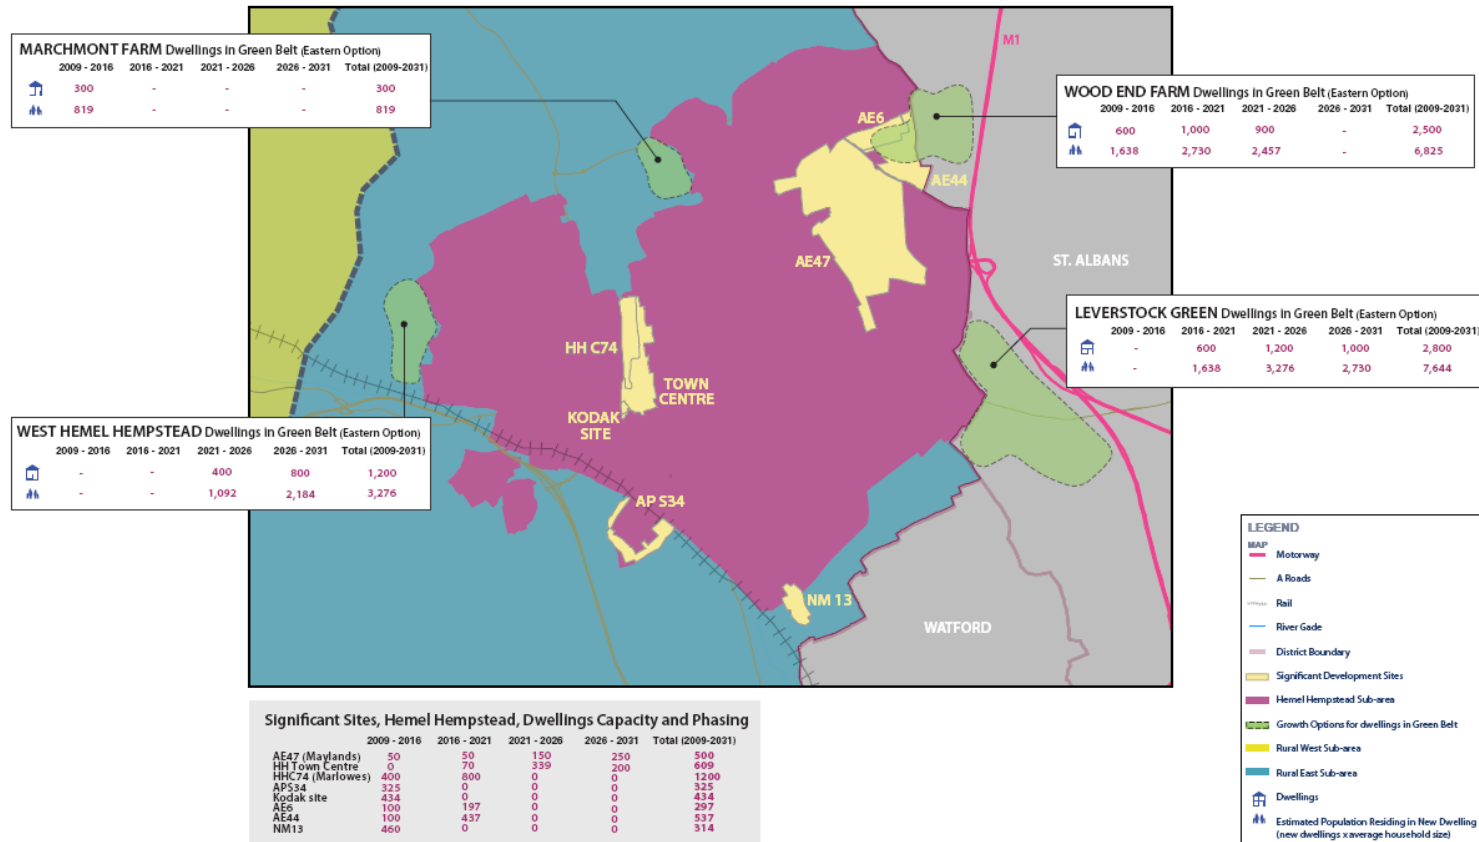 MARCHMONT FARM Dwellings in Green Belt (Eastern Option)
2009 - 2016 2016 - 2021 2021 - 2026 2026 - 2031 Total (2009-2031)
300 - - - 300
819 - - - 819
M1
WOOD END FARM Dwellings in Green Belt (Eastern Option)
2009 - 2016 2016 - 2021 2021 - 2026 2026 - 2031 Total (2009-2031)
600 1,000 900 - 2,500
1,638 2,730 2,457 - 6,825
AE6
AE44
AE47
ST. ALBANS
LEVERSTOCK GREEN Dwellings in Green Belt (Eastern Option)
2009 - 2016 2016 - 2021 2021 - 2026 2026 - 2031 Total (2009-2031)
- 600 1,200 1,000 2,800
- 1,638 3,276 2,730 7,644
HH C74
TOWN
CENTRE
KODAK
SITE
WEST HEMEL HEMPSTEAD Dwellings in Green Belt (Eastern Option)
2009 - 2016 2016 - 2021 2021 - 2026 2026 - 2031 Total (2009-2031)
- - 400 800 1,200
- - 1,092 2,184 3,276
AP S34
NM 13
WATFORD
LEGEND
MAP
Motorway
A Roads
Rail
River Gade
District Boundary
Significant Development Sites
Hemel Hempstead Sub-area
Growth Options for dwellings in Green Belt
Rural West Sub-area
Rural East Sub-area
Dwellings
Estimated Population Residing in New Dwelling
(new dwellings x average household size)
Significant Sites, Hemel Hempstead, Dwellings Capacity and Phasing
2009 - 2016 2016 - 2021 2021 - 2026 2026 - 2031 Total (2009-2031)
AE47 (Maylands) 50 50 150 250 500
HH Town Centre 0 70 339 200 609
HHC74 (Marlowes) 400 800 0 0 1200
APS34 325 0 0 0 325
Kodak site 434 0 0 0 434
AE6 100 197 0 0 297
AE44 100 437 0 0 537
NM13 460 0 0 0 314